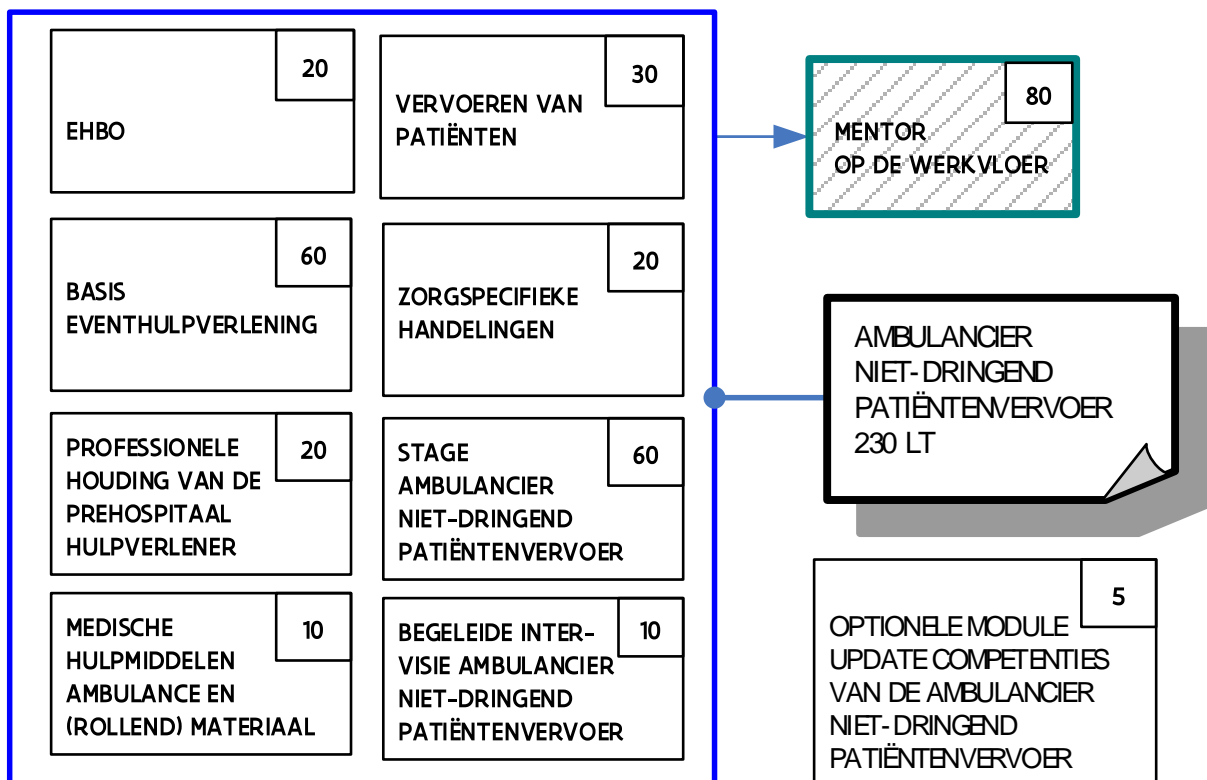 20
EHBO
30
VERVOEREN VAN
PATIËNTEN
80
MENTOR
OP DE WERKVLOER
60
BASIS
EVENTHULPVERLENING
20
ZORGSPECIFIEKE
HANDELINGEN
AMBULANCIER
NIET-DRINGEND
PATIËNTENVERVOER
230 LT
20
PROFESSIONELE
HOUDING VAN DE
PREHOSPITAAL
HULPVERLENER
60
STAGE
AMBULANCIER
NIET-DRINGEND
PATIËNTENVERVOER
10
MEDISCHE
HULPMIDDELEN
AMBULANCE EN
(ROLLEND) MATERIAAL
10
BEGELEIDE INTER-
VISIE AMBULANCIER
NIET-DRINGEND
PATIËNTENVERVOER
5
OPTIONELE MODULE
UPDATE COMPETENTIES
VAN DE AMBULANCIER
NIET-DRINGEND
PATIËNTENVERVOER